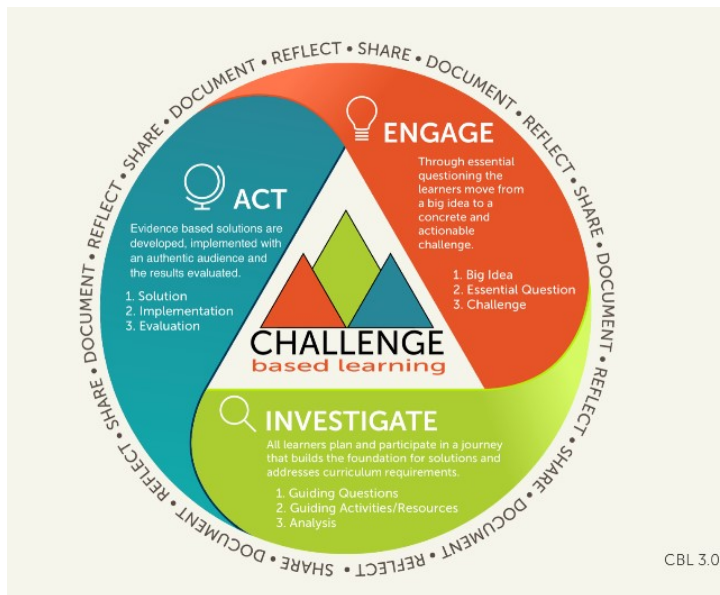 DOCUMENT • REFLECT • SHARE • DOCUMENT • REFLECT • SHARE • DOCUMENT • REFLECT • SHARE • DOCUMENT • REFLECT • SHARE • DOCUMENT • REFLECT • SHARE • DOCUMENT • REFLECT • SHARE •
ENGAGE
Through essential
questioning the
learners move from
a big idea to a
concrete and
actionable
challenge.
1. Big Idea
2. Essential Question
3. Challenge
ACT
Evidence based solutions are
developed, implemented with
an authentic audience and
the results evaluated.
1. Solution
2. Implementation
3. Evaluation
CHALLENGE
based learning
INVESTIGATE
All learners plan and participate in a journey
that builds the foundation for solutions and
addresses curriculum requirements.
1. Guiding Questions
2. Guiding Activities/Resources
3. Analysis
CBL 3.0